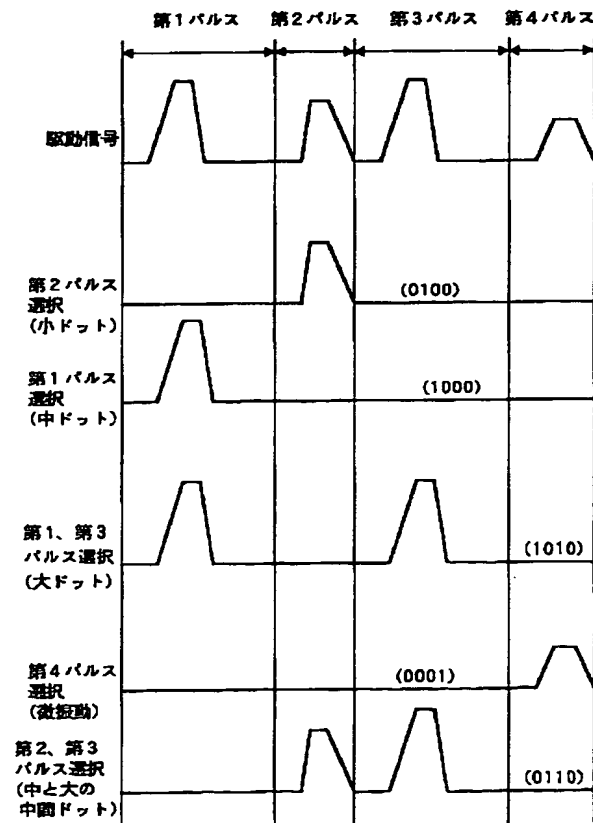 第1パルス 第2パルス 第3パルス 第4パルス
駆動信号
第2パルス
選択
(小ドット)
(0100)
第1パルス
選択
(中ドット)
(1000)
第1、第3
パルス選択
(大ドット)
(1010)
第4パルス
選択
(微振動)
(0001)
第2、第3
パルス選択
(中と大の
中間ドット)
(0110)